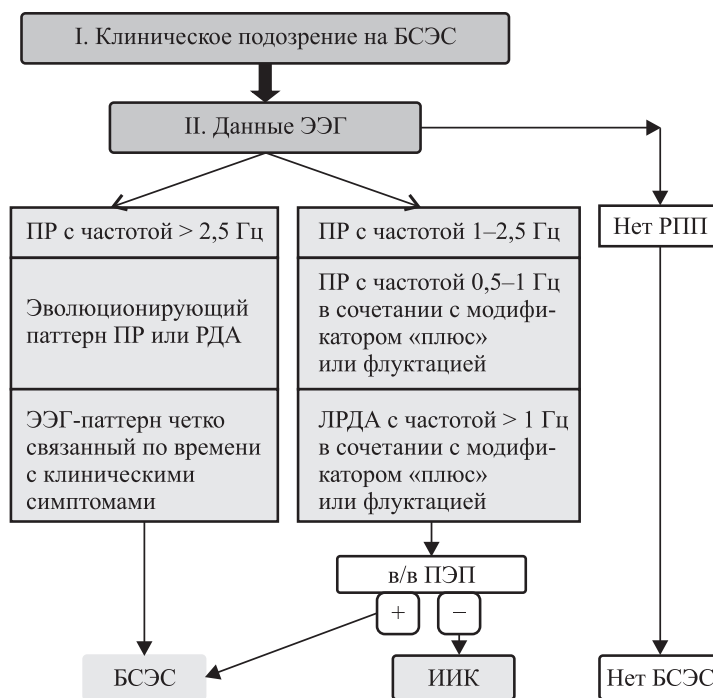 I. Клиническое подозрение на БСЭС
II. Данные ЭЭГ
ПР с частотой > 2,5 Гц
Эволюционирующий
паттерн ПР или РДА
ЭЭГ-паттерн четко
связанный по времени
с клиническими
симптомами
ПР с частотой 1–2,5 Гц
ПР с частотой 0,5–1 Гц
в сочетании с модифи-
катором «плюс»
или флуктацией
ЛРДА с частотой > 1 Гц
в сочетании с модифи-
катором «плюс»
или флуктацией
Нет РПП
в/в ПЭП
+
−
БСЭС
ИИК
Нет БСЭС